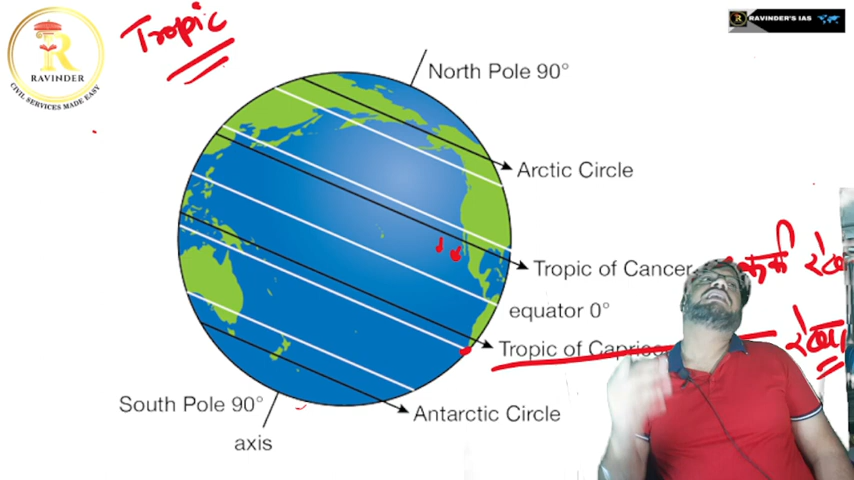 RAVINDER
CIVIL SERVICES MADE EASY
Tropic
RAVINDER'S IAS
North Pole 90°
Arctic Circle
Tropic of Cancer
equator 0°
Tropic of Caprico
South Pole 90°
Antarctic Circle
axis